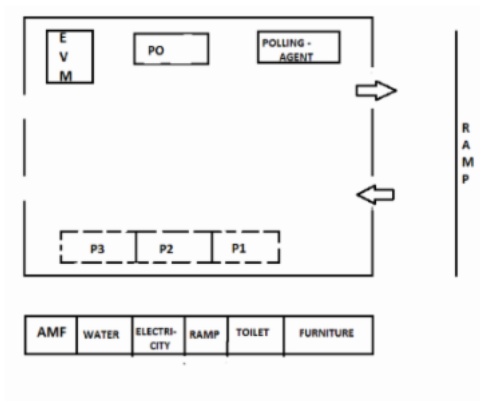 E
V
M
PO
POLLING -
AGENT
R
A
M
P
P3
P2
P1
AMF
WATER
ELECTRI-
CITY
RAMP
TOILET
FURNITURE